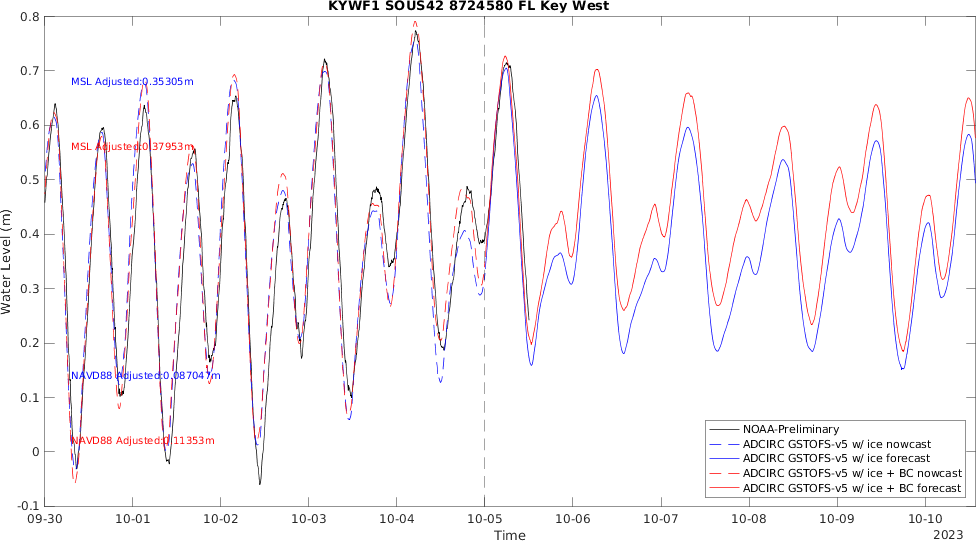 KYWF1 SOUS42 8724580 FL Key West
0.8
0.7
0.6
0.5
0.4
0.3
0.2
0.1
0
-0.1
Water Level (m)
MSL Adjusted:0.35305m
MSL Adjusted:0.37953m
NAVD88 Adjusted:0.087047m
NAVD88 Adjusted:0.11353m
NOAA-Preliminary
ADCIRC GSTOFS-v5 w/ ice nowcast
ADCIRC GSTOFS-v5 w/ ice forecast
ADCIRC GSTOFS-v5 w/ ice + BC nowcast
ADCIRC GSTOFS-v5 w/ ice + BC forecast
09-30 10-01 10-02 10-03 10-04 10-05 10-06 10-07 10-08 10-09 10-10
Time
2023